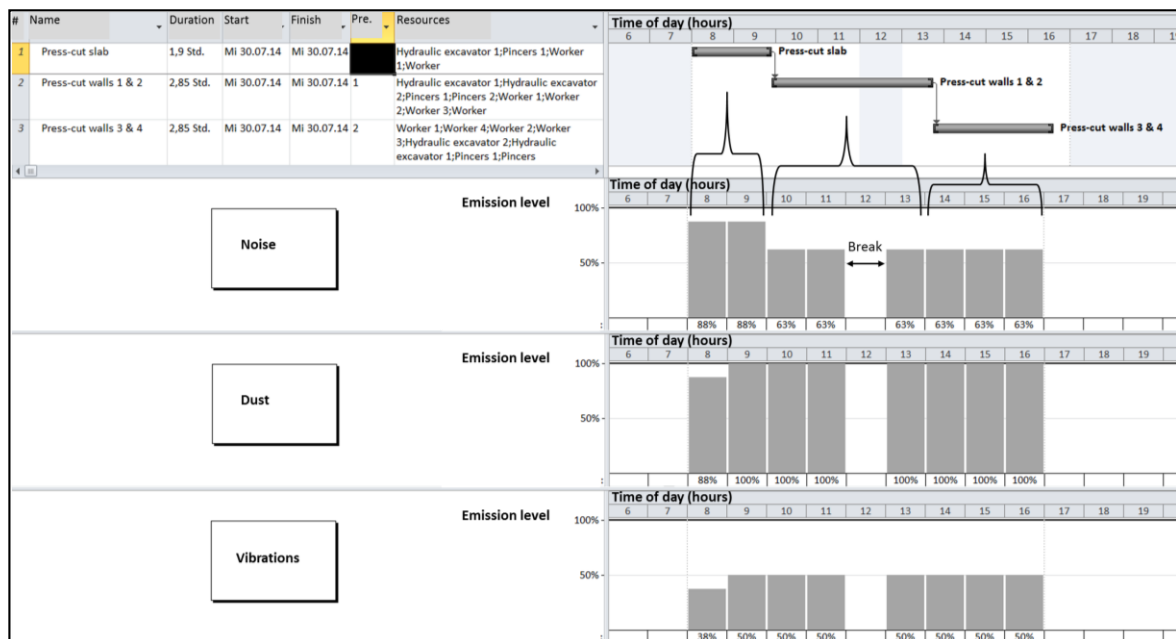 # Name Duration Start Finish Pre. Resources
1 Press-cut slab 1,9 Std. Mi 30.07.14 Mi 30.07.14 Hydraulic excavator 1;Pincers 1;Worker
1;Worker
2 Press-cut walls 1 & 2 2,85 Std. Mi 30.07.14 Mi 30.07.14 1 Hydraulic excavator 1;Hydraulic excavator
2;Pincers 1;Pincers 2;Worker 1;Worker
2;Worker 3;Worker
3 Press-cut walls 3 & 4 2,85 Std. Mi 30.07.14 Mi 30.07.14 2 Worker 1;Worker 4;Worker 2;Worker
3;Hydraulic excavator 2;Hydraulic
excavator 1;Pincers 1;Pincers
Time of day (hours)
6 7 8 9 10 11 12 13 14 15 16 17 18 19
Press-cut slab
Press-cut walls 1 & 2
Press-cut walls 3 & 4
Time of day (hours)
6 7 8 9 10 11 12 13 14 15 16 17 18 19
Emission level
100%
Noise
Break
50%
88% 88% 63% 63% 63% 63% 63% 63%
Time of day (hours)
6 7 8 9 10 11 12 13 14 15 16 17 18 19
Emission level
100%
Dust
50%
88% 100% 100% 100% 100% 100% 100% 100%
Time of day (hours)
6 7 8 9 10 11 12 13 14 15 16 17 18 19
Emission level
100%
Vibrations
50%
38% 50% 50% 50% 50% 50% 50% 50%